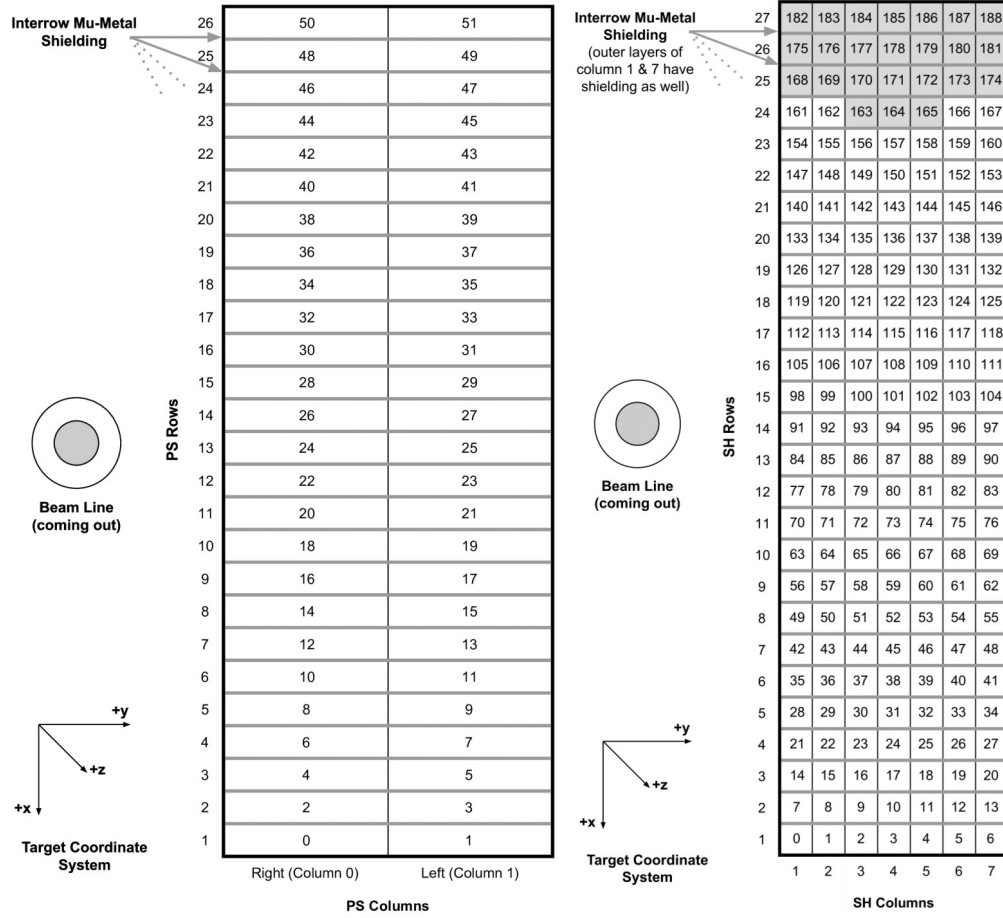 Interrow Mu-Metal
Shielding
26 50 51
25 48 49
24 46 47
23 44 45
22 42 43
21 40 41
20 38 39
19 36 37
18 34 35
17 32 33
16 30 31
15 28 29
14 26 27
13 24 25
12 22 23
11 20 21
10 18 19
9 16 17
8 14 15
7 12 13
6 10 11
5 8 9
4 6 7
3 4 5
2 2 3
1 0 1
PS Rows
Beam Line
(coming out)
+y
+z
+x
Target Coordinate
System
Right (Column 0) Left (Column 1)
PS Columns
Interrow Mu-Metal
Shielding
(outer layers of
column 1 & 7 have
shielding as well)
27 182 183 184 185 186 187 188
26 175 176 177 178 179 180 181
25 168 169 170 171 172 173 174
24 161 162 163 164 165 166 167
23 154 155 156 157 158 159 160
22 147 148 149 150 151 152 153
21 140 141 142 143 144 145 146
20 133 134 135 136 137 138 139
19 126 127 128 129 130 131 132
18 119 120 121 122 123 124 125
17 112 113 114 115 116 117 118
16 105 106 107 108 109 110 111
15 98 99 100 101 102 103 104
14 91 92 93 94 95 96 97
13 84 85 86 87 88 89 90
12 77 78 79 80 81 82 83
11 70 71 72 73 74 75 76
10 63 64 65 66 67 68 69
9 56 57 58 59 60 61 62
8 49 50 51 52 53 54 55
7 42 43 44 45 46 47 48
6 35 36 37 38 39 40 41
5 28 29 30 31 32 33 34
4 21 22 23 24 25 26 27
3 14 15 16 17 18 19 20
2 7 8 9 10 11 12 13
1 0 1 2 3 4 5 6
SH Rows
Beam Line
(coming out)
+y
+z
+x
Target Coordinate
System
1 2 3 4 5 6 7
SH Columns